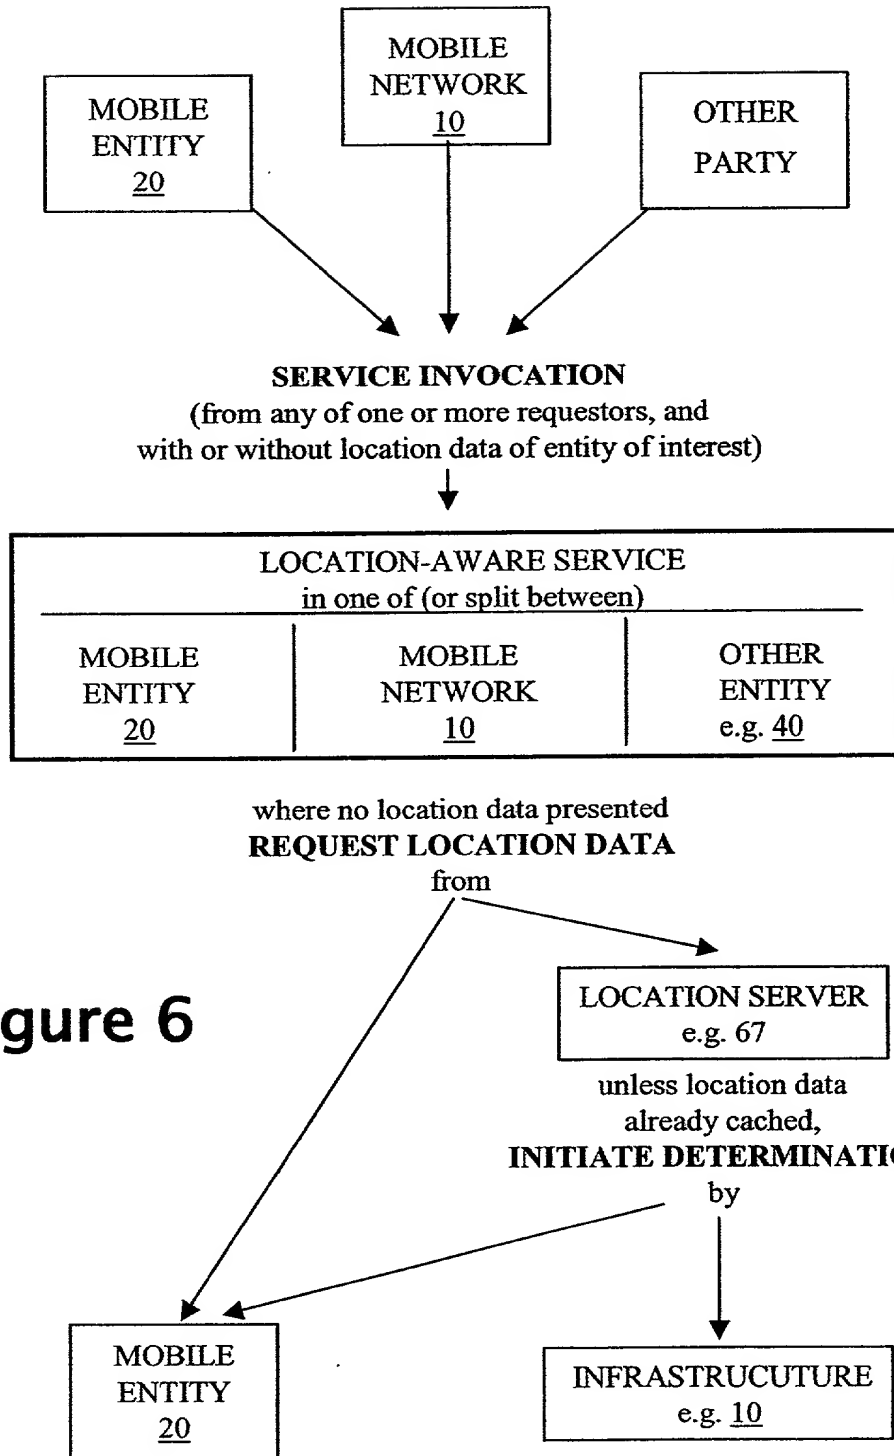 MOBILE
NETWORK
10
MOBILE
ENTITY
20
OTHER
PARTY
SERVICE INVOCATION
(from any of one or more requestors, and
with or without location data of entity of interest)
LOCATION-AWARE SERVICE
in one of (or split between)
MOBILE
ENTITY
20
MOBILE
NETWORK
10
OTHER
ENTITY
e.g. 40
where no location data presented
REQUEST LOCATION DATA
from
gure 6
LOCATION SERVER
e.g. 67
unless location data
already cached,
INITIATE DETERMINATI
by
MOBILE
ENTITY
20
INFRASTRUCUTURE
e.g. 10